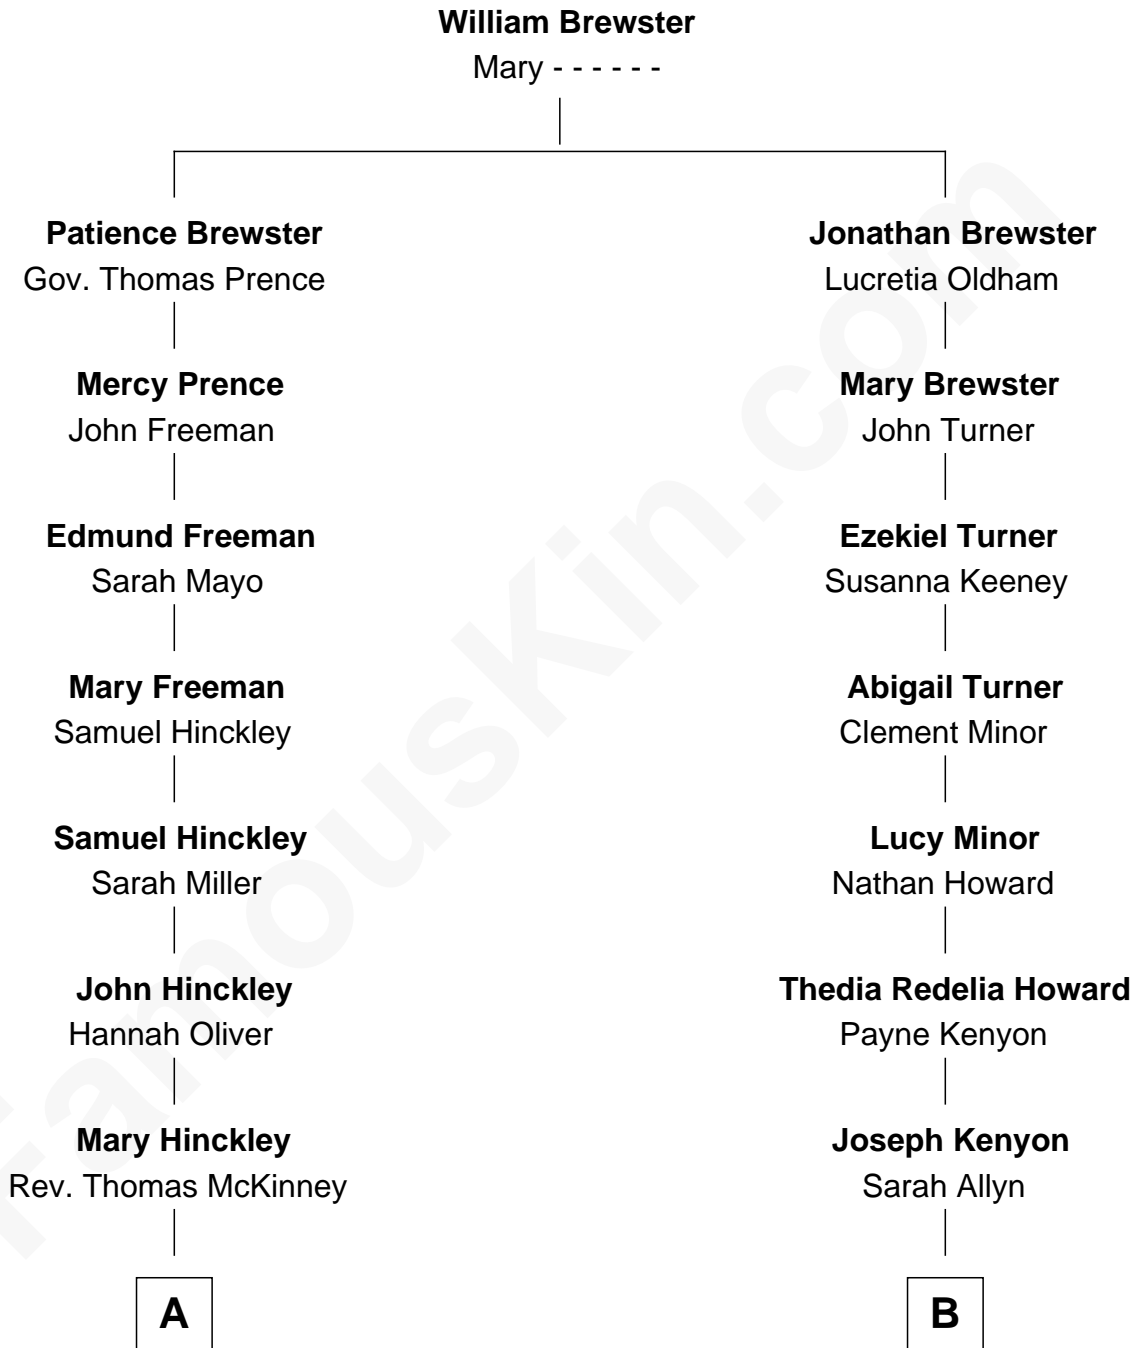 William Brewster
Mary - - - - - -
Patience Brewster
Gov. Thomas Prence
Jonathan Brewster
Lucretia Oldham
Mercy Prence
John Freeman
Mary Brewster
John Turner
Edmund Freeman
Sarah Mayo
Ezekiel Turner
Susanna Keeney
Mary Freeman
Samuel Hinckley
Abigail Turner
Clement Minor
Samuel Hinckley
Sarah Miller
Lucy Minor
Nathan Howard
John Hinckley
Hannah Oliver
Thedia Redelia Howard
Payne Kenyon
Mary Hinckley
Rev. Thomas McKinney
Joseph Kenyon
Sarah Allyn
A
B
FamousKin.com